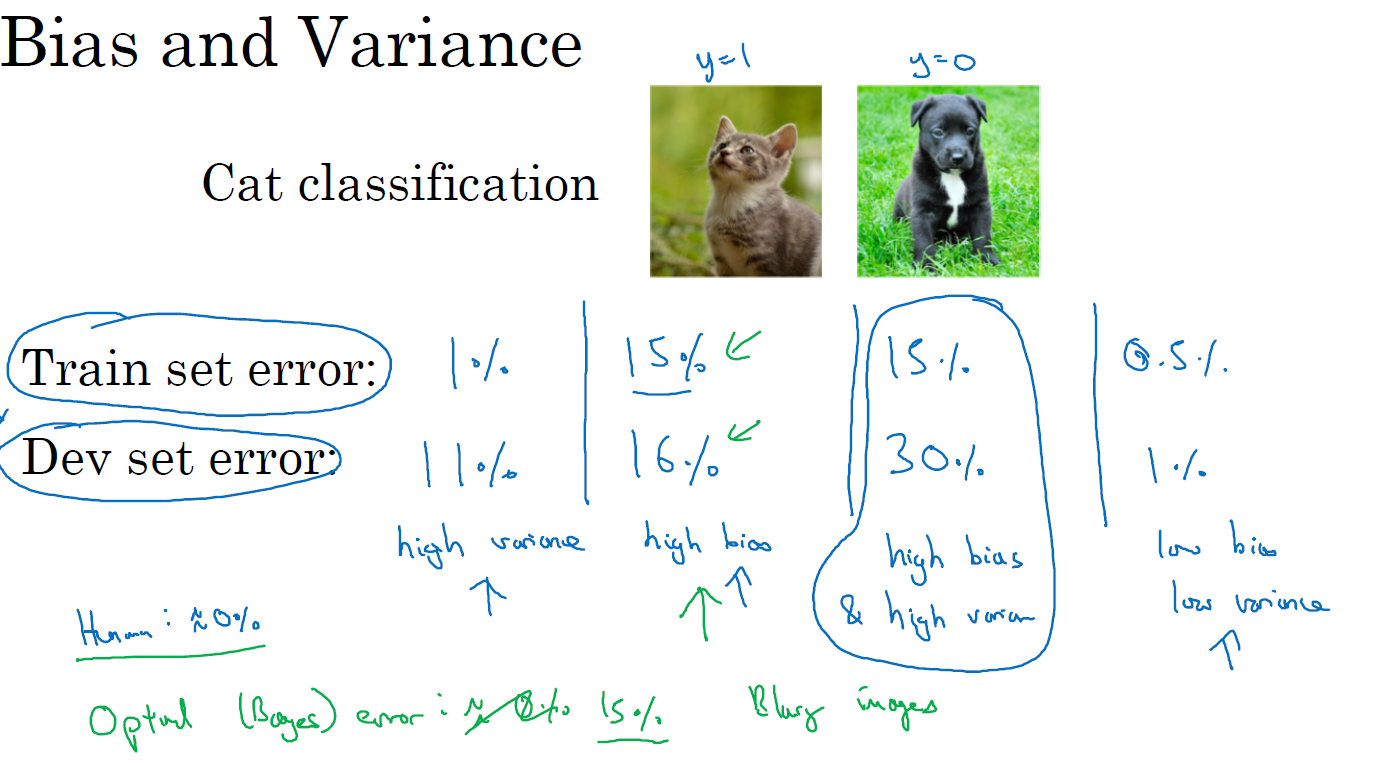 Bias and Variance
y=1 y=0
Cat classification
Train set error: 1% 15% 15% 0.5%
Dev set error: 11% 16% 30% 1%
high variance high bias high bias low bias
& high varian low variance
Human: ≈0%
Optimal (Bayes) error: ≈0% 15% Blurry images